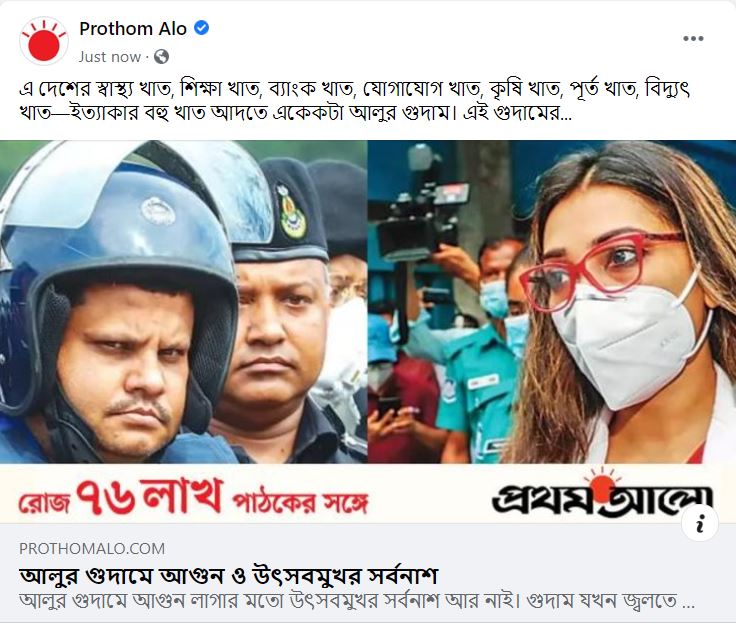 Prothom Alo
Just now ·
এ দেশের স্বাস্থ্য খাত, শিক্ষা খাত, ব্যাংক খাত, যোগাযোগ খাত, কৃষি খাত, পূর্ত খাত, বিদ্যুৎ
খাত—ইত্যাকার বহু খাত আদতে একেকটা আলুর গুদাম। এই গুদামের...
রোজ ৭৬ লাখ পাঠকের সঙ্গে
প্রথম আলো
PROTHOMALO.COM
আলুর গুদামে আগুন ও উৎসবমুখর সর্বনাশ
আলুর গুদামে আগুন লাগার মতো উৎসবমুখর সর্বনাশ আর নাই। গুদাম যখন জ্বলতে ...